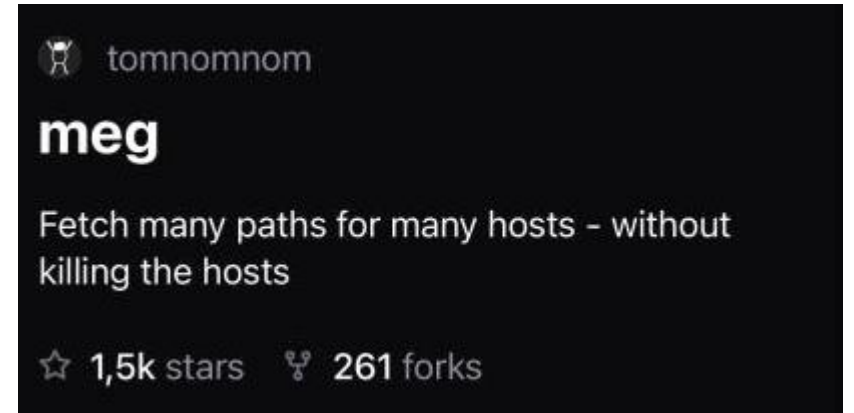 tomnomnom
meg
Fetch many paths for many hosts - without
killing the hosts
1,5k stars 261 forks